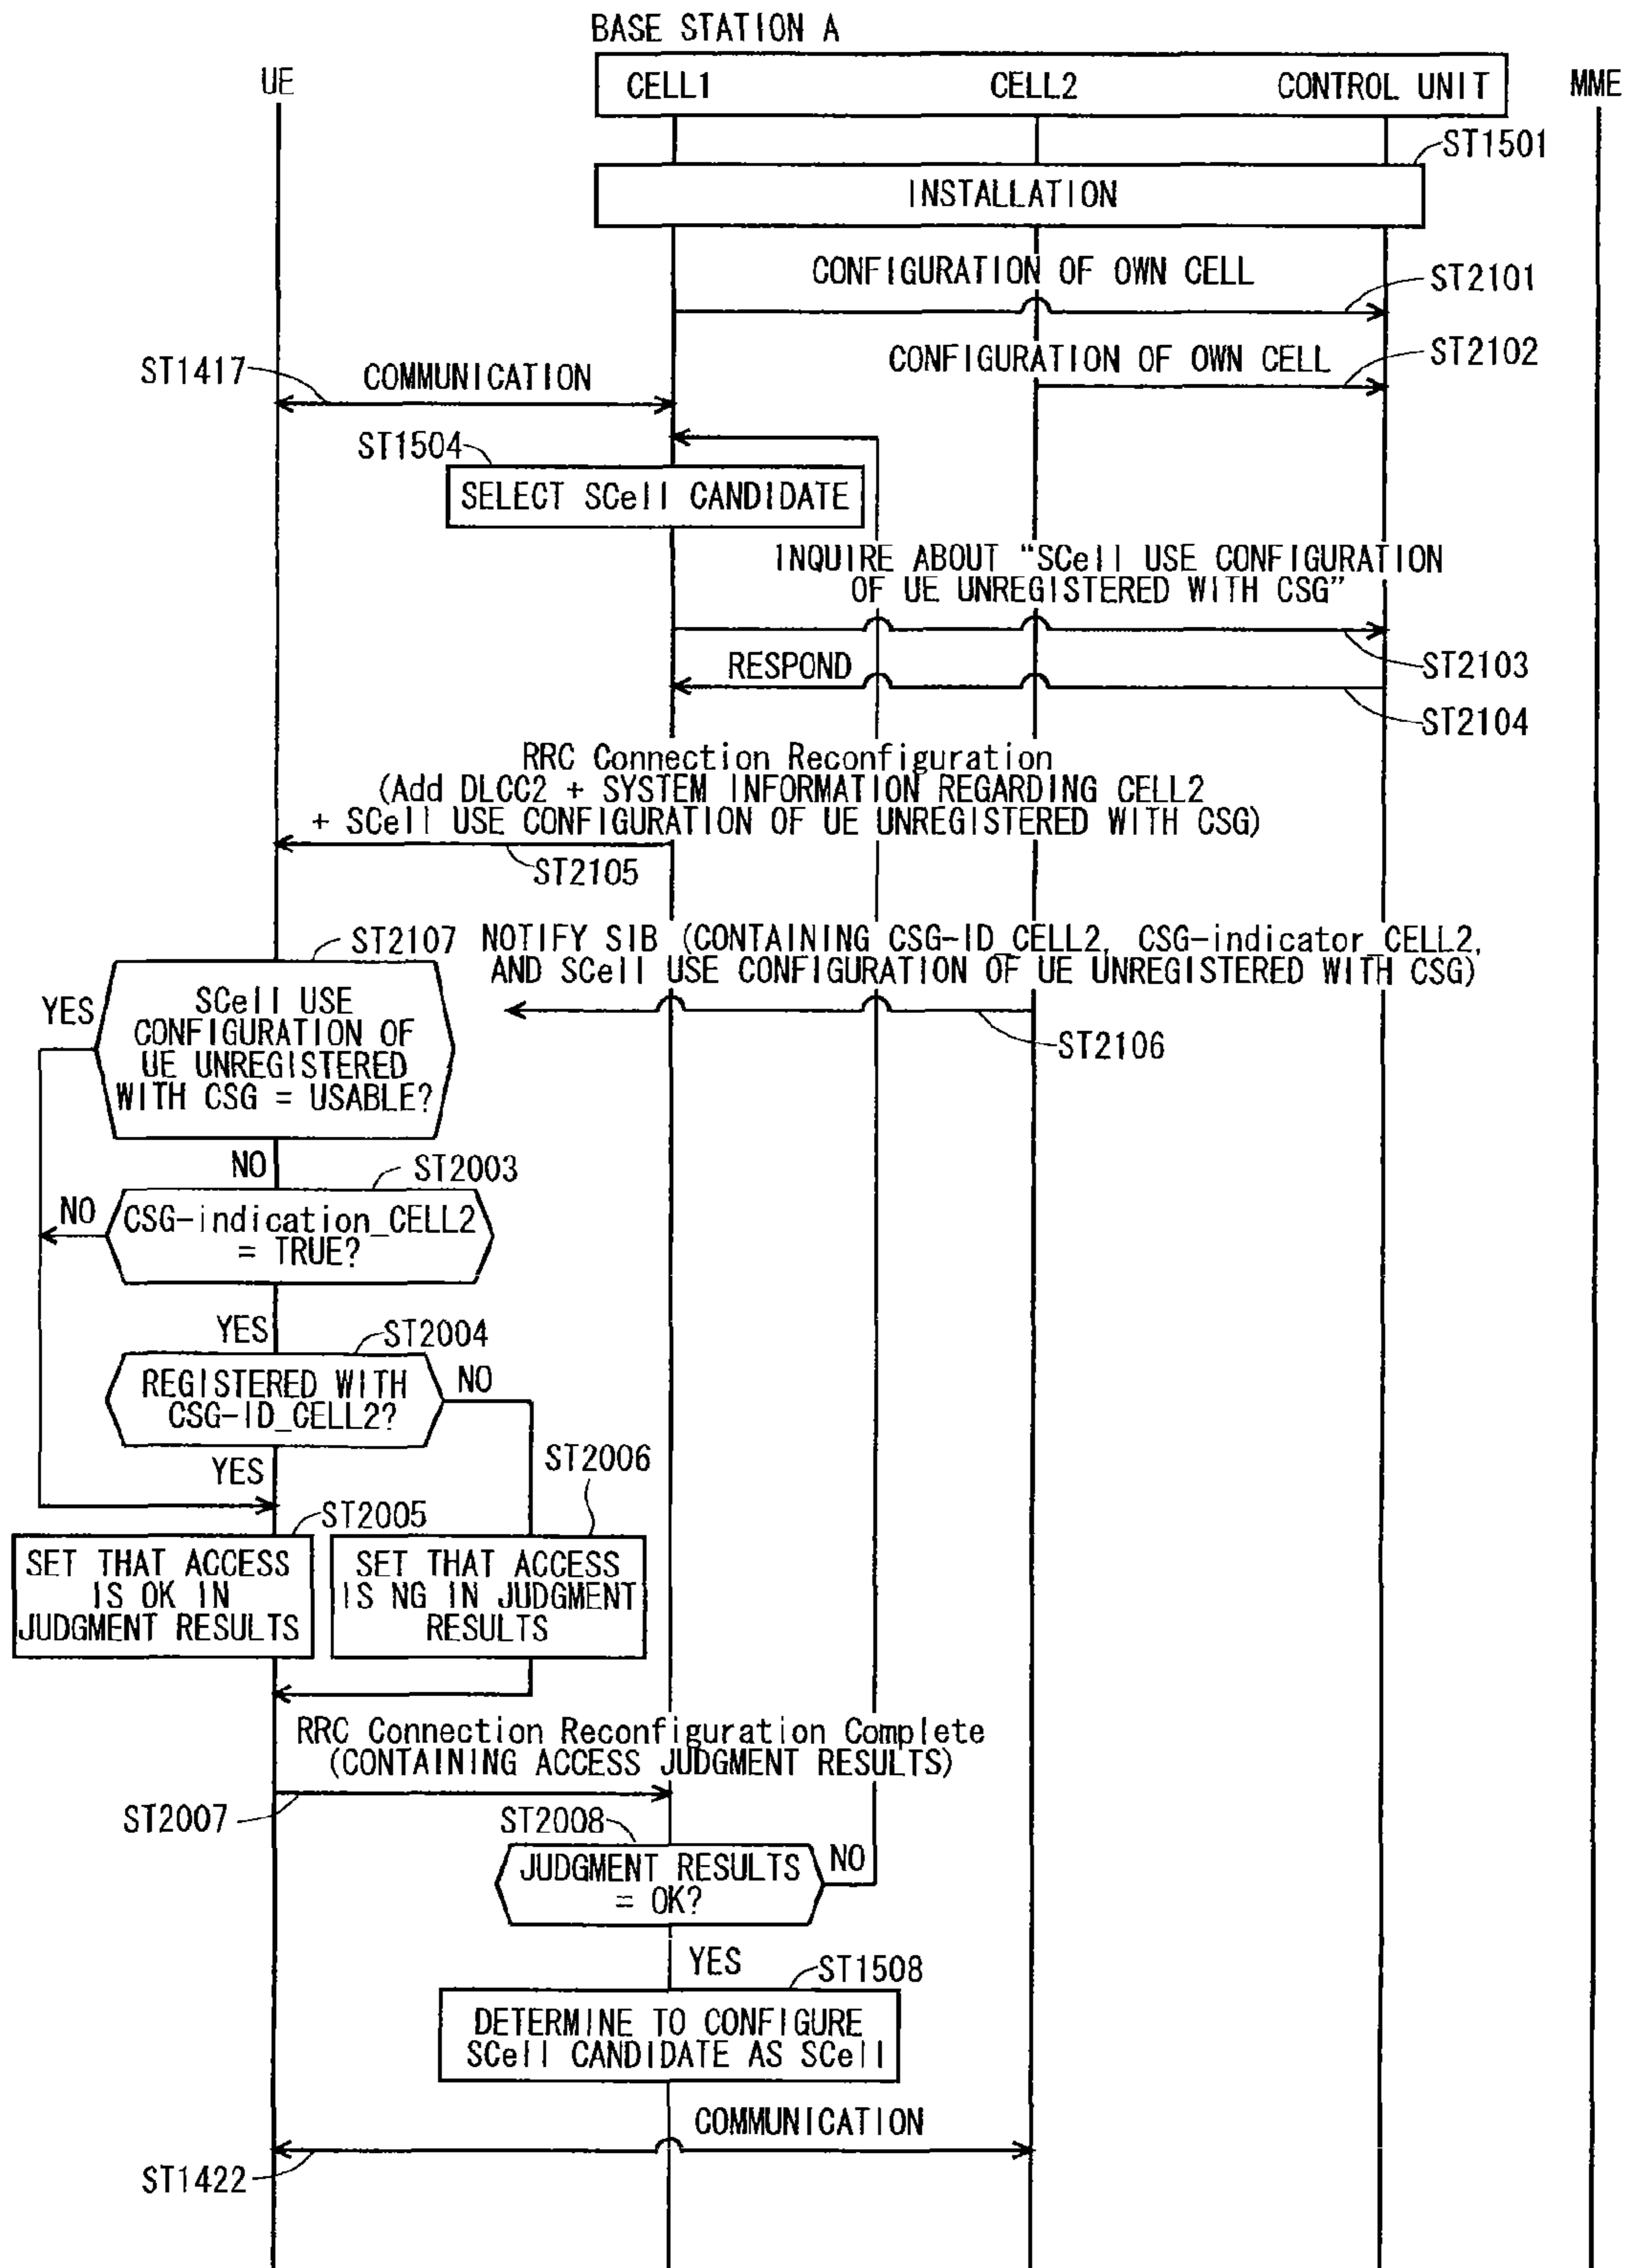 BASE STATION A
UE
CELL1
CELL2
CONTROL UNIT
MME
ST1501
INSTALLATION
CONFIGURATION OF OWN CELL
ST2101
CONFIGURATION OF OWN CELL
ST2102
ST1417
COMMUNICATION
ST1504
SELECT SCell CANDIDATE
INQUIRE ABOUT “SCell USE CONFIGURATION
OF UE UNREGISTERED WITH CSG”
ST2103
RESPOND
ST2104
RRC Connection Reconfiguration
(Add DLCC2 + SYSTEM INFORMATION REGARDING CELL2
+ SCell USE CONFIGURATION OF UE UNREGISTERED WITH CSG)
ST2105
ST2107
NOTIFY SIB (CONTAINING CSG-ID_CELL2, CSG-indicator_CELL2,
AND SCell USE CONFIGURATION OF UE UNREGISTERED WITH CSG)
ST2106
YES
SCell USE
CONFIGURATION OF
UE UNREGISTERED
WITH CSG = USABLE?
NO
ST2003
NO
CSG-indication_CELL2
= TRUE?
YES
ST2004
REGISTERED WITH
CSG-ID_CELL2?
NO
YES
ST2006
ST2005
SET THAT ACCESS
IS OK IN
JUDGMENT RESULTS
SET THAT ACCESS
IS NG IN JUDGMENT
RESULTS
RRC Connection Reconfiguration Complete
(CONTAINING ACCESS JUDGMENT RESULTS)
ST2007
ST2008
JUDGMENT RESULTS
= OK?
NO
YES
ST1508
DETERMINE TO CONFIGURE
SCell CANDIDATE AS SCell
COMMUNICATION
ST1422